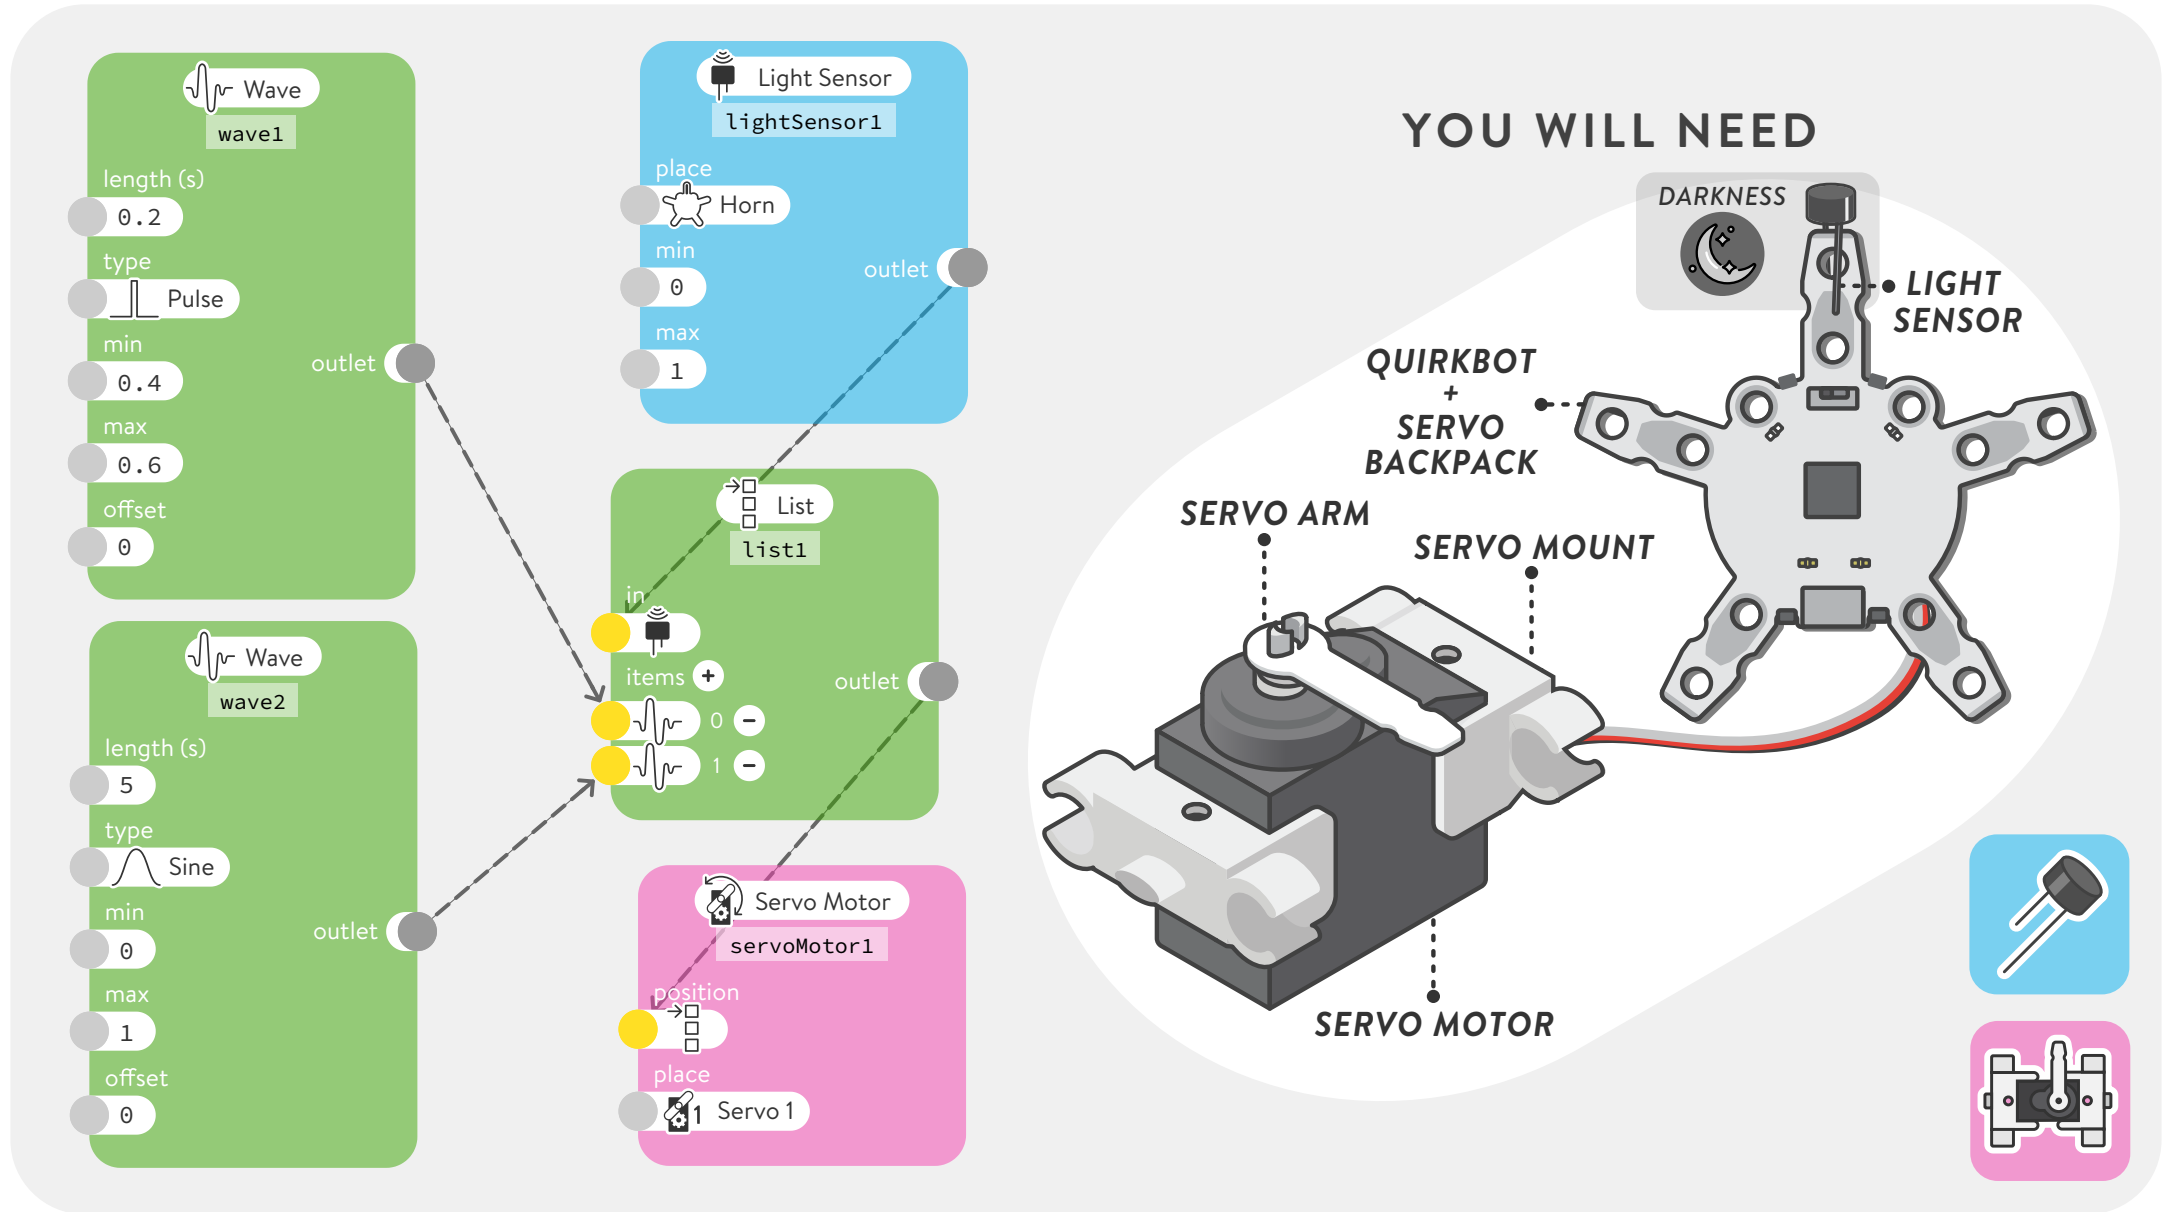 Wave
wave1
length (s)
0.2
type
Pulse
min
0.4
max
0.6
offset
0
outlet
Wave
wave2
length (s)
5
type
Sine
min
0
max
1
offset
0
outlet
Light Sensor
lightSensor1
place
Horn
min
0
max
1
outlet
List
list1
in
items +
0 −
1 −
outlet
Servo Motor
servoMotor1
position
place
1 Servo 1
YOU WILL NEED
DARKNESS
LIGHT
SENSOR
QUIRKBOT
+
SERVO
BACKPACK
SERVO ARM
SERVO MOUNT
SERVO MOTOR